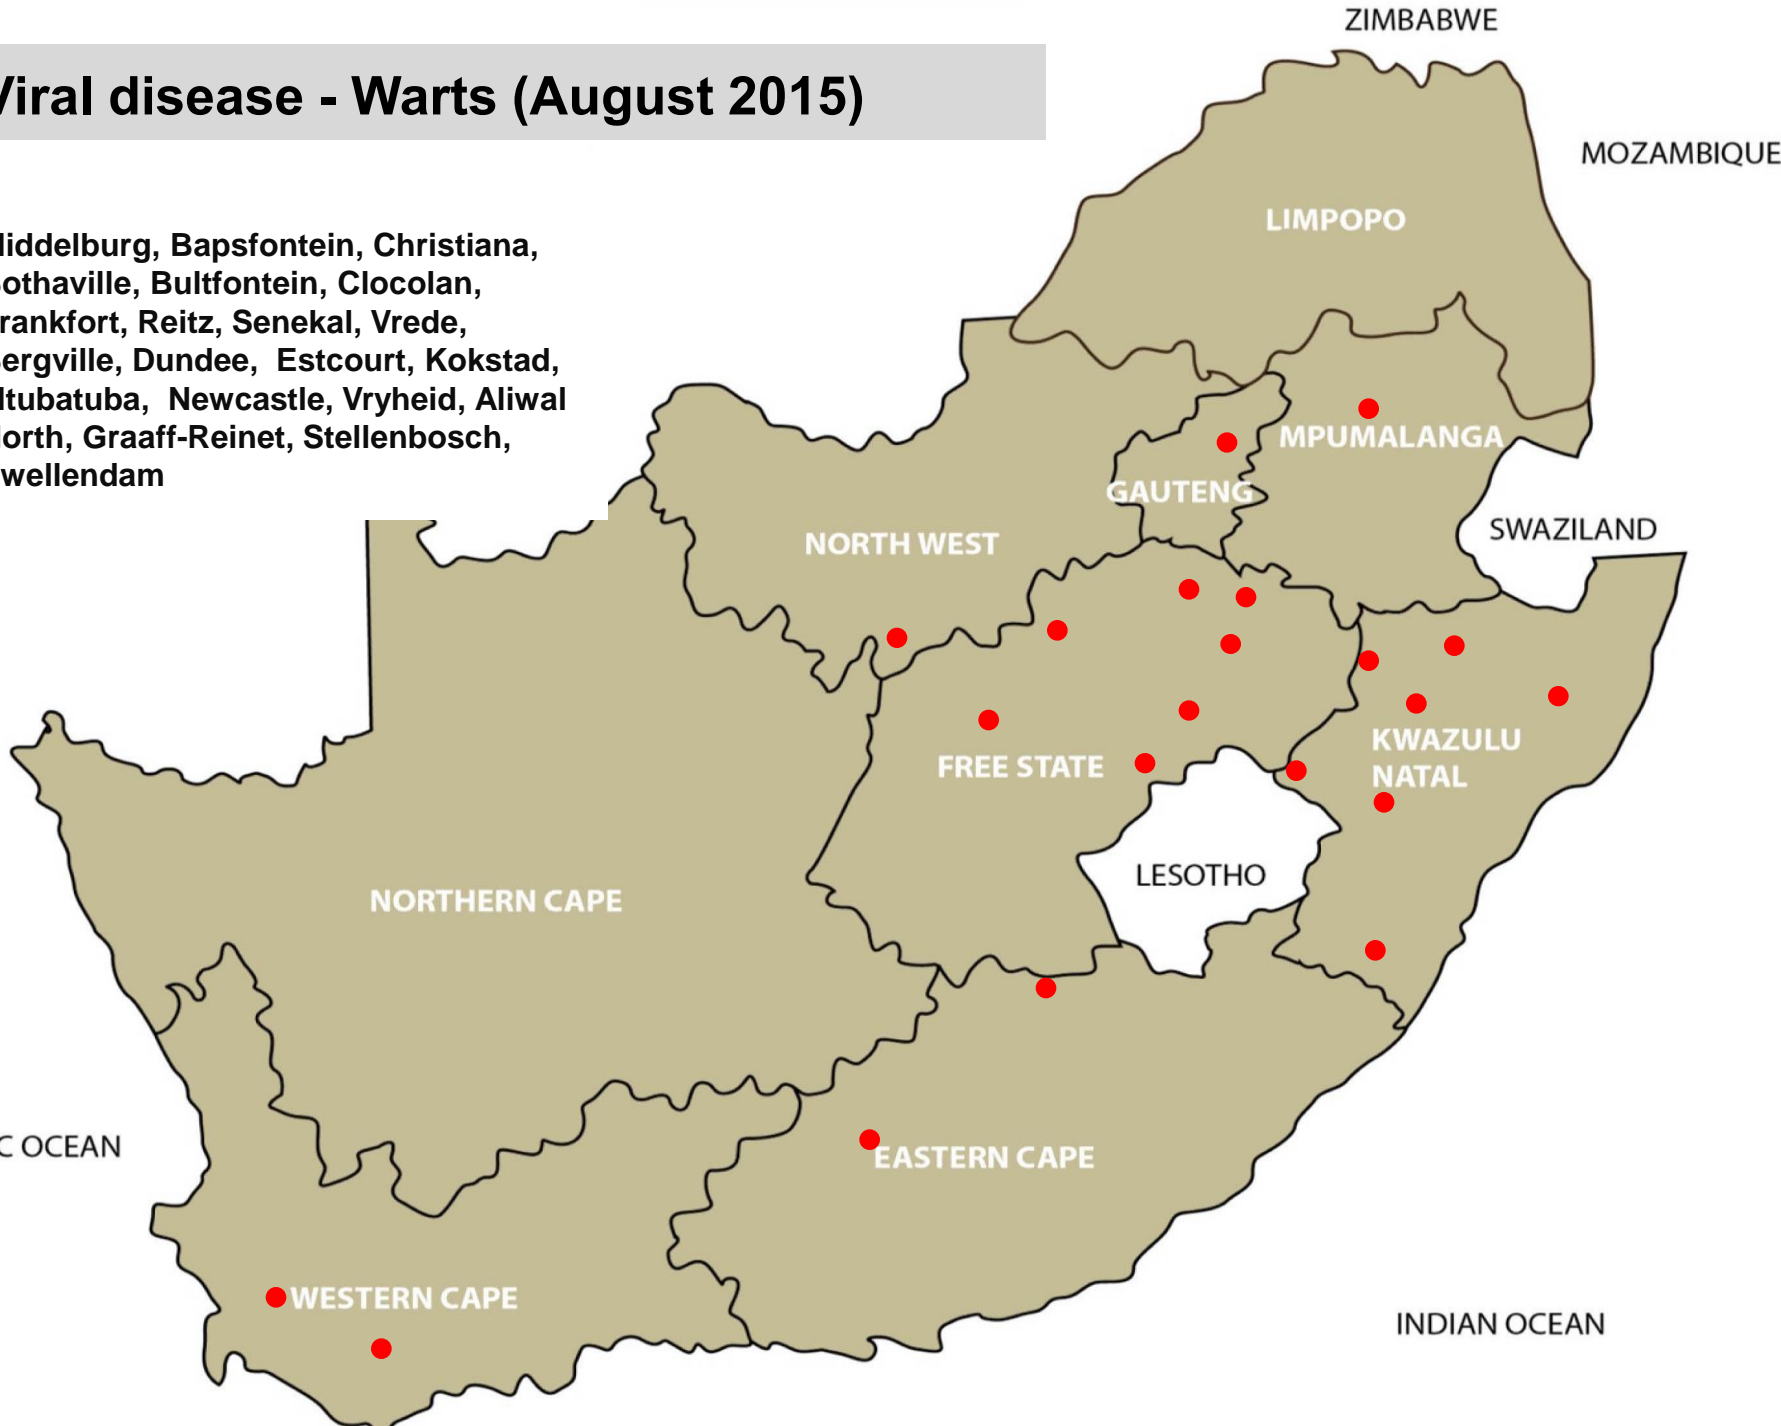 ZIMBABWE
Viral disease - Warts (August 2015)
MOZAMBIQUE
LIMPOPO
iddelburg, Bapsfontein, Christiana,
othaville, Bultfontein, Clocolan,
rankfort, Reitz, Senekal, Vrede,
ergville, Dundee, Estcourt, Kokstad,
tubatuba, Newcastle, Vryheid, Aliwal
orth, Graaff-Reinet, Stellenbosch,
wellendam
MPUMALANGA
GAUTENG
SWAZILAND
NORTH WEST
KWAZULU
NATAL
FREE STATE
LESOTHO
NORTHERN CAPE
C OCEAN
EASTERN CAPE
WESTERN CAPE
INDIAN OCEAN